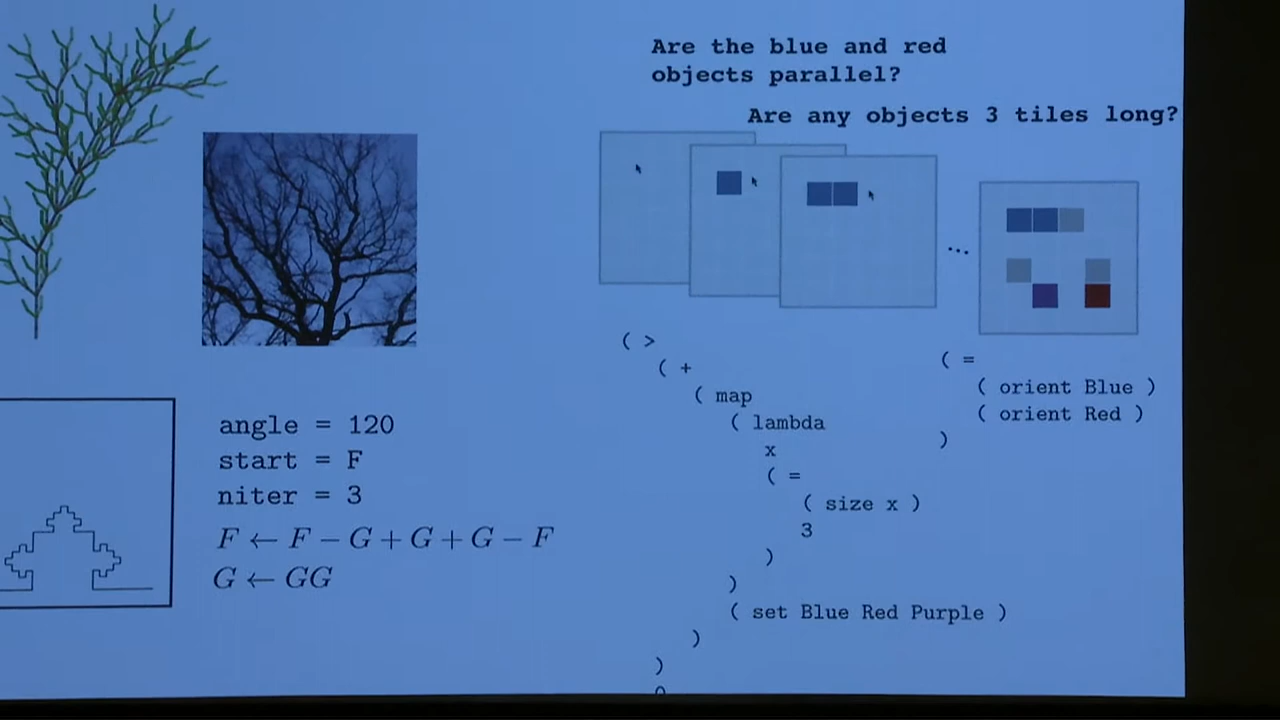 Are the blue and red
objects parallel?
Are any objects 3 tiles long?
...
angle = 120
start = F
niter = 3
F ← F − G + G + G − F
G ← GG
( >
( +
( map
( lambda
x
( =
( size x )
3
)
)
( set Blue Red Purple )
)
)
( =
( orient Blue )
( orient Red )
)